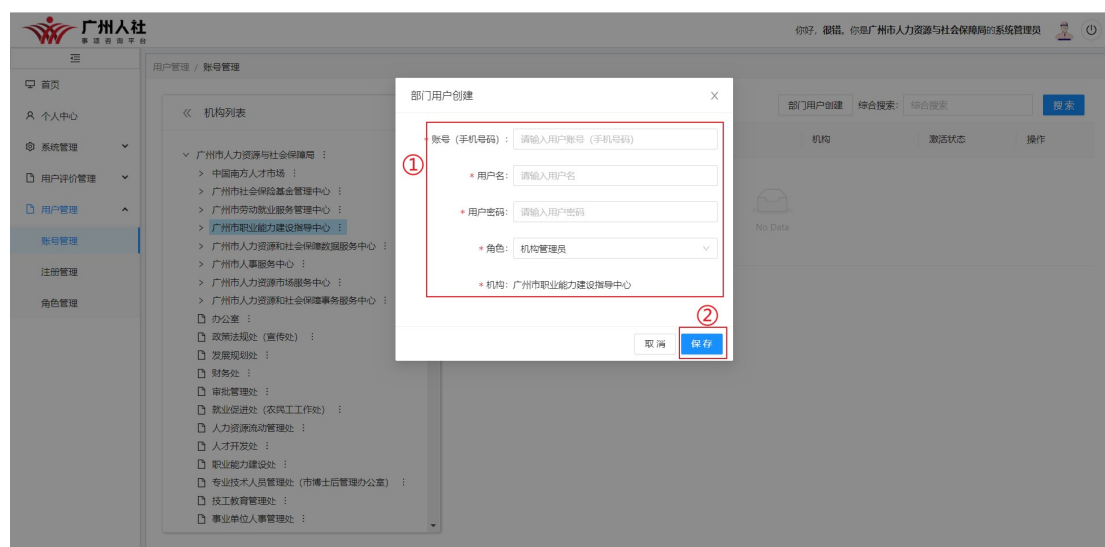 广州人社
事项咨询平台
你好，很错。你是广州市人力资源与社会保障局的系统管理员
首页
个人中心
系统管理
用户评价管理
用户管理
账号管理
注册管理
角色管理
用户管理 / 账号管理
机构列表
广州市人力资源与社会保障局
中国南方人才市场
广州市社会保险基金管理中心
广州市劳动就业服务管理中心
广州市职业能力建设指导中心
广州市人力资源和社会保障数据服务中心
广州市人事服务中心
广州市人力资源市场服务中心
广州市人力资源和社会保障事务服务中心
办公室
政策法规处（宣传处）
发展规划处
财务处
审批管理处
就业促进处（农民工工作处）
人力资源流动管理处
人才开发处
职业能力建设处
专业技术人员管理处（市博士后管理办公室）
技工教育管理处
事业单位人事管理处
部门用户创建
①
* 账号（手机号码）: 请输入用户账号（手机号码）
* 用户名: 请输入用户名
* 用户密码: 请输入用户密码
* 角色: 机构管理员
* 机构: 广州市职业能力建设指导中心
②
取消 保存
部门用户创建 综合搜索: 综合搜索 搜索
机构 激活状态 操作
No Data